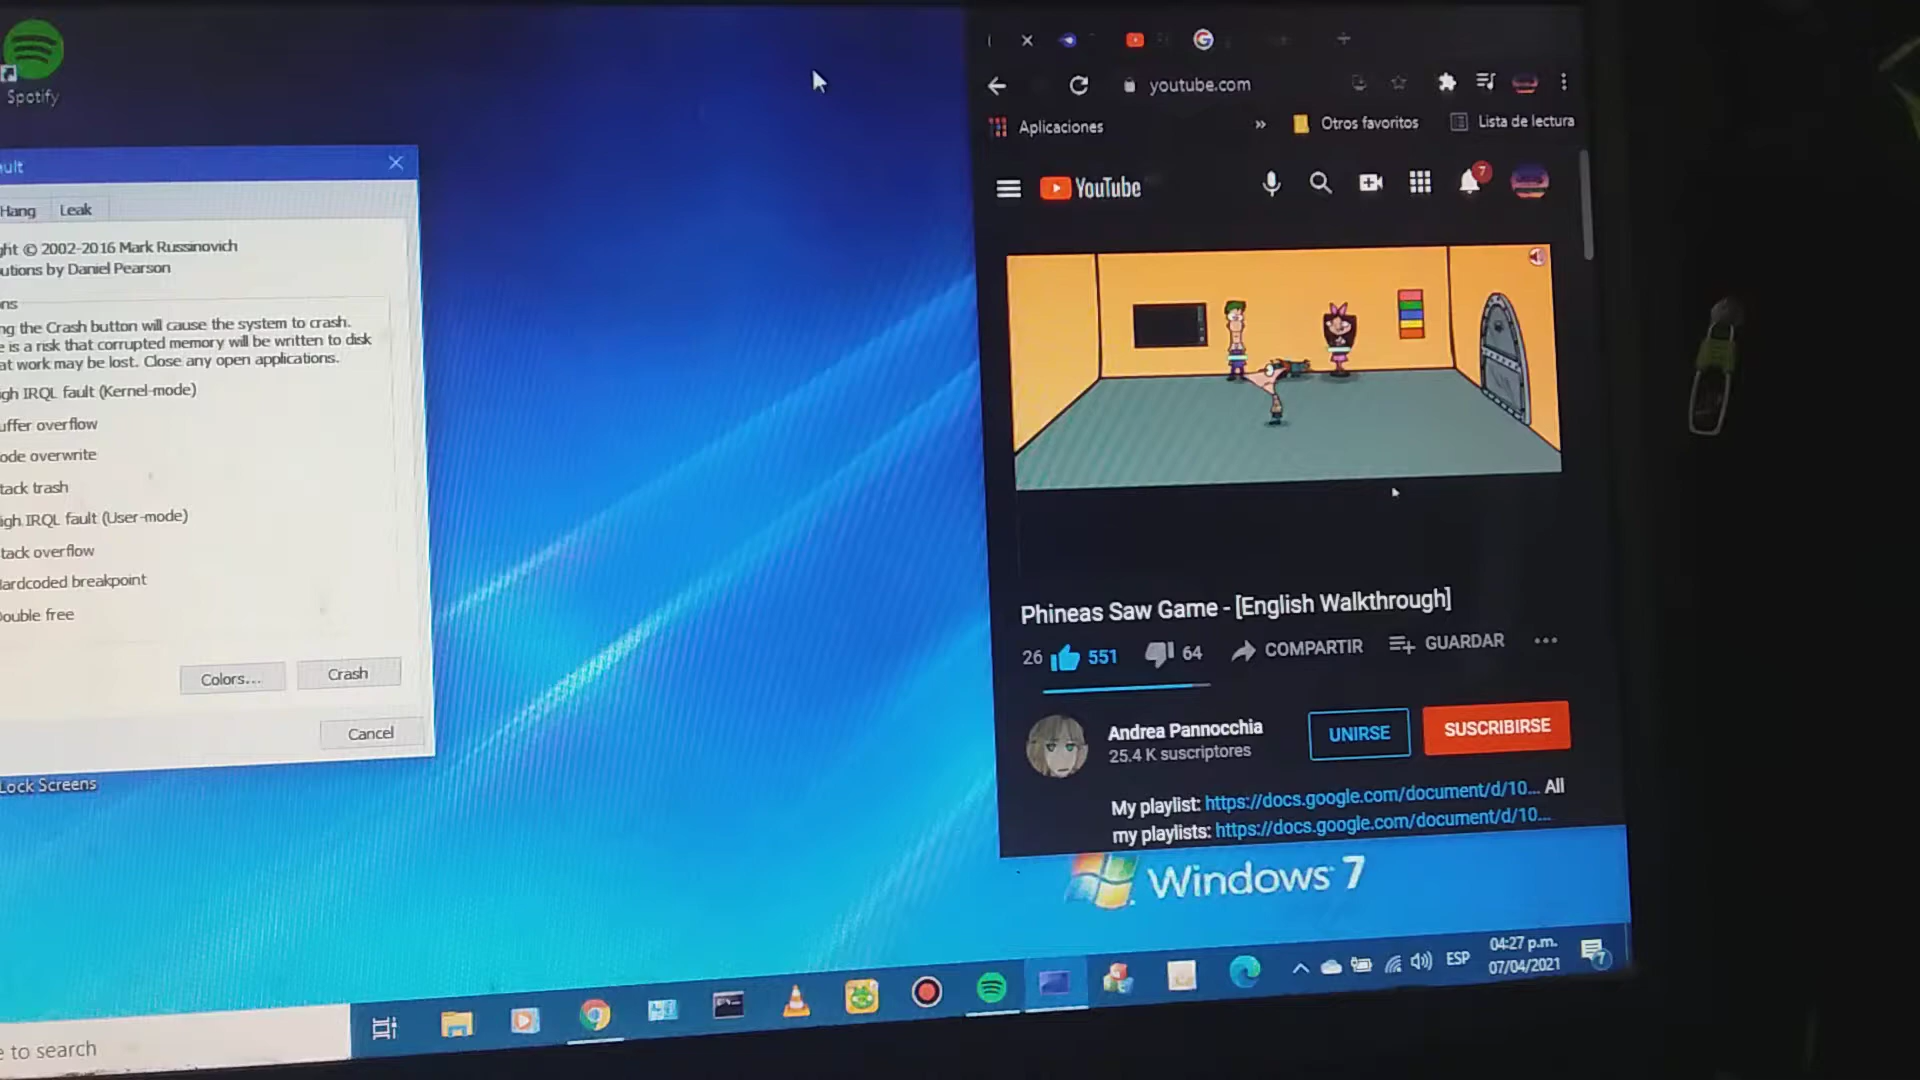 Spotify
ult
Hang Leak
ght © 2002-2016 Mark Russinovich
utions by Daniel Pearson
ons
ng the Crash button will cause the system to crash.
e is a risk that corrupted memory will be written to disk
at work may be lost. Close any open applications.
igh IRQL fault (Kernel-mode)
uffer overflow
ode overwrite
tack trash
igh IRQL fault (User-mode)
tack overflow
ardcoded breakpoint
ouble free
Colors...
Crash
Cancel
Lock Screens
youtube.com
Aplicaciones
» Otros favoritos
Lista de lectura
YouTube
7
Phineas Saw Game - [English Walkthrough]
26 551 64 COMPARTIR GUARDAR
Andrea Pannocchia
25.4 K suscriptores
UNIRSE
SUSCRIBIRSE
My playlist: https://docs.google.com/document/d/10... All
my playlists: https://docs.google.com/document/d/10...
Windows 7
e to search
ESP
04:27 p.m.
07/04/2021
7